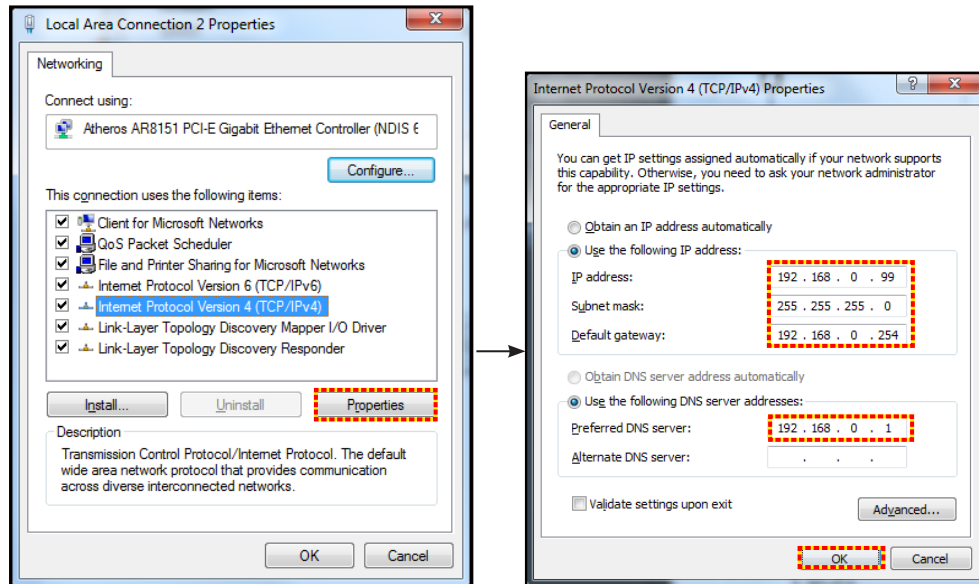 Local Area Connection 2 Properties
Networking
Connect using:
Atheros AR8151 PCI-E Gigabit Ethernet Controller (NDIS 6
Configure...
This connection uses the following items:
Client for Microsoft Networks
QoS Packet Scheduler
File and Printer Sharing for Microsoft Networks
Internet Protocol Version 6 (TCP/IPv6)
Internet Protocol Version 4 (TCP/IPv4)
Link-Layer Topology Discovery Mapper I/O Driver
Link-Layer Topology Discovery Responder
Install...
Uninstall
Properties
Description
Transmission Control Protocol/Internet Protocol. The default
wide area network protocol that provides communication
across diverse interconnected networks.
OK
Cancel
Internet Protocol Version 4 (TCP/IPv4) Properties
General
You can get IP settings assigned automatically if your network supports
this capability. Otherwise, you need to ask your network administrator
for the appropriate IP settings.
Obtain an IP address automatically
Use the following IP address:
IP address: 192 . 168 . 0 . 99
Subnet mask: 255 . 255 . 255 . 0
Default gateway: 192 . 168 . 0 . 254
Obtain DNS server address automatically
Use the following DNS server addresses:
Preferred DNS server: 192 . 168 . 0 . 1
Alternate DNS server: . . .
Validate settings upon exit
Advanced...
OK
Cancel